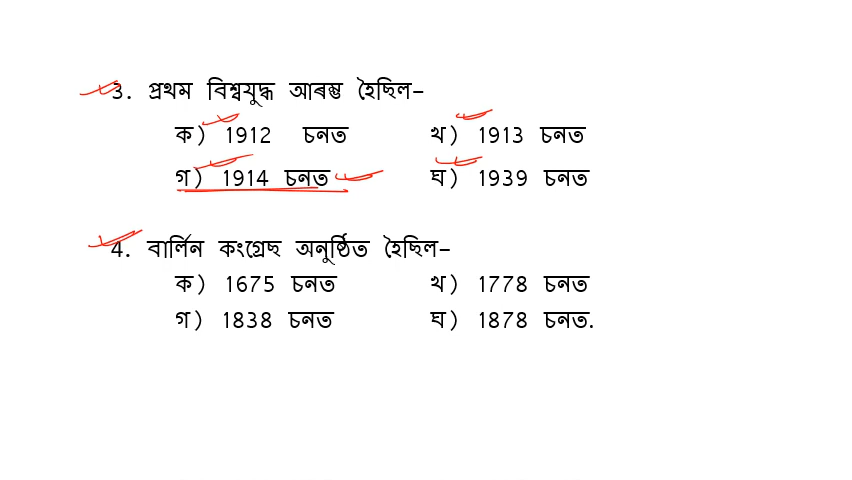 3. প্ৰথম বিশ্বযুদ্ধ আৰম্ভ হৈছিল–
ক) 1912 চনত খ) 1913 চনত
গ) 1914 চনত ঘ) 1939 চনত
4. বাৰ্লিন কংগ্ৰেছ অনুষ্ঠিত হৈছিল–
ক) 1675 চনত খ) 1778 চনত
গ) 1838 চনত ঘ) 1878 চনত.